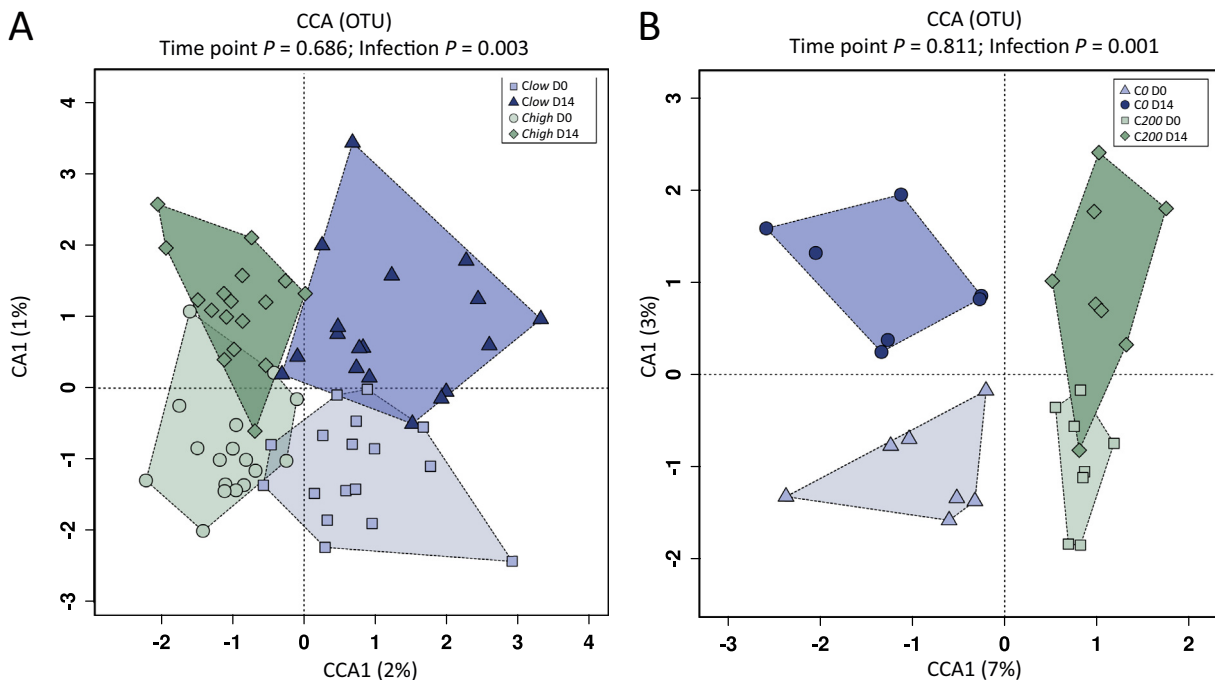 A
CCA (OTU)
Time point P = 0.686; Infection P = 0.003
Clow D0
Clow D14
Chigh D0
Chigh D14
CA1 (1%)
4
3
2
1
0
-1
-2
-3
-2
-1
0
1
2
3
4
CCA1 (2%)
B
CCA (OTU)
Time point P = 0.811; Infection P = 0.001
C0 D0
C0 D14
C200 D0
C200 D14
CA1 (3%)
3
2
1
0
-1
-2
-3
-2
-1
0
1
2
CCA1 (7%)